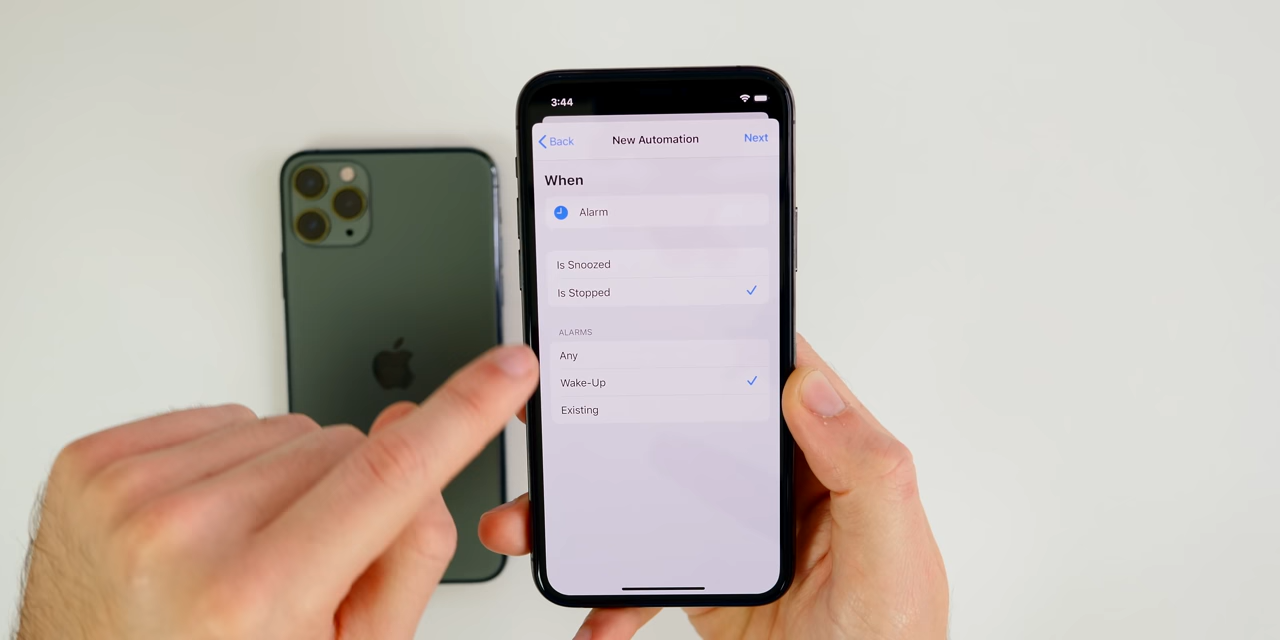 3:44
Back New Automation Next
When
Alarm
Is Snoozed
Is Stopped
ALARMS
Any
Wake-Up
Existing